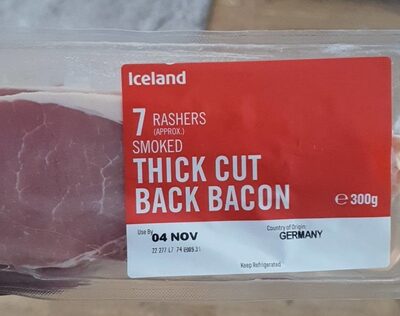 Iceland
7 RASHERS
(APPROX.)
SMOKED
THICK CUT
BACK BACON
℮ 300g
Use By
04 NOV
Country of Origin:
GERMANY
Keep Refrigerated